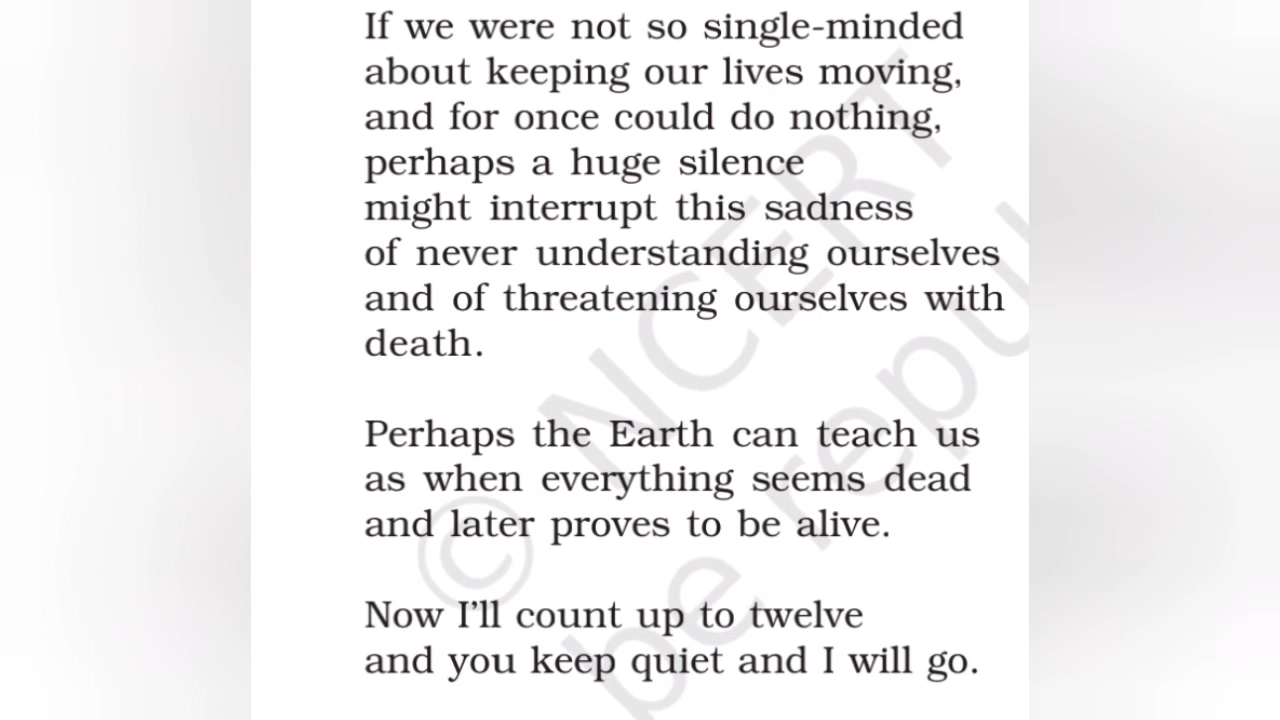 If we were not so single-minded
about keeping our lives moving,
and for once could do nothing,
perhaps a huge silence
might interrupt this sadness
of never understanding ourselves
and of threatening ourselves with
death.
Perhaps the Earth can teach us
as when everything seems dead
and later proves to be alive.
Now I’ll count up to twelve
and you keep quiet and I will go.
© NCERT
be repu